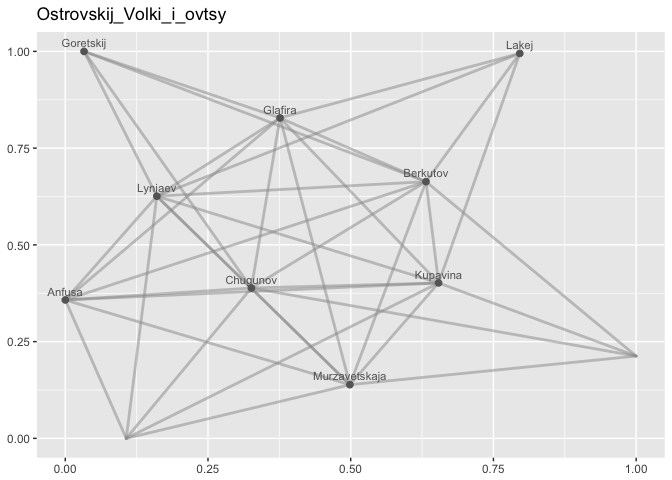 Ostrovskij_Volki_i_ovtsy
1.00
0.75
0.50
0.25
0.00
Goretskij
Lakej
Glafira
Berkutov
Lynjaev
Chugunov
Kupavina
Anfusa
Murzavetskaja
0.00 0.25 0.50 0.75 1.00